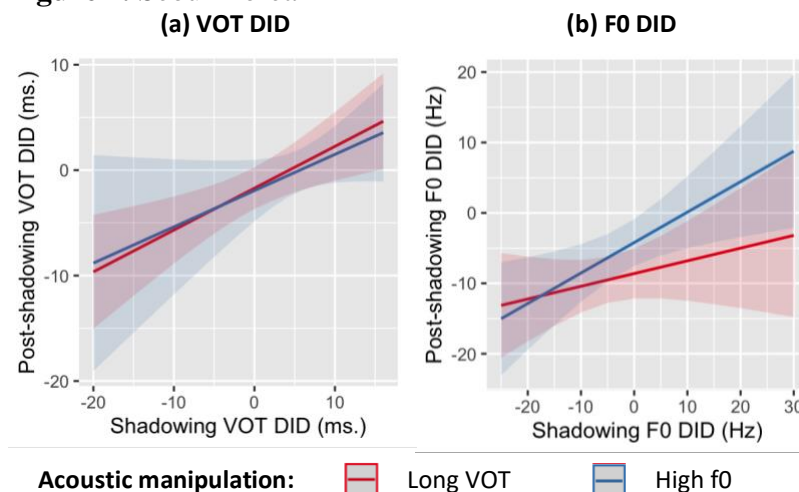 (a) VOT DID
(b) F0 DID
Post-shadowing VOT DID (ms.)
10
0
-10
-20
-20 -10 0 10
Shadowing VOT DID (ms.)
Post-shadowing F0 DID (Hz)
20
10
0
-10
-20
-20 -10 0 10 20 30
Shadowing F0 DID (Hz)
Acoustic manipulation: Long VOT High f0